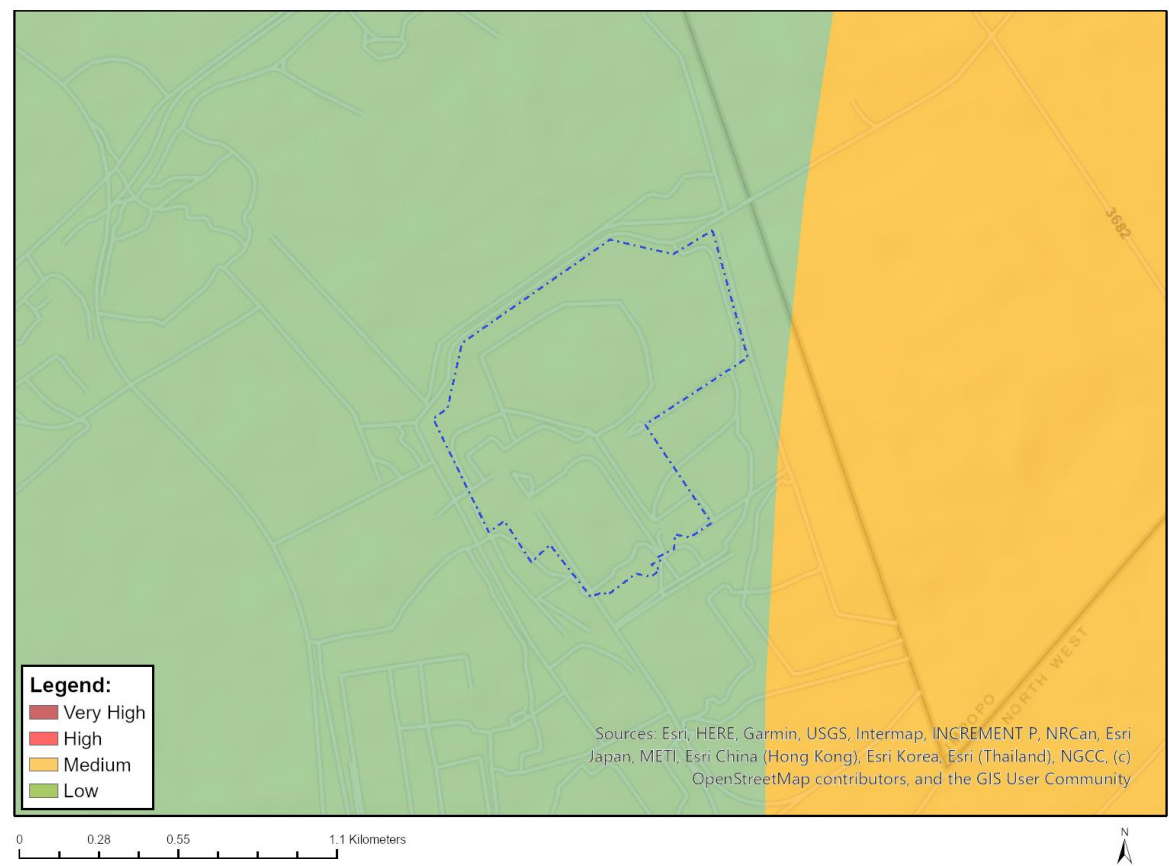 3682
NORTH WEST
Legend:
Very High
High
Medium
Low
Sources: Esri, HERE, Garmin, USGS, Intermap, INCREMENT P, NRCan, Esri
Japan, METI, Esri China (Hong Kong), Esri Korea, Esri (Thailand), NGCC, (c)
OpenStreetMap contributors, and the GIS User Community
0 0.28 0.55 1.1 Kilometers
N